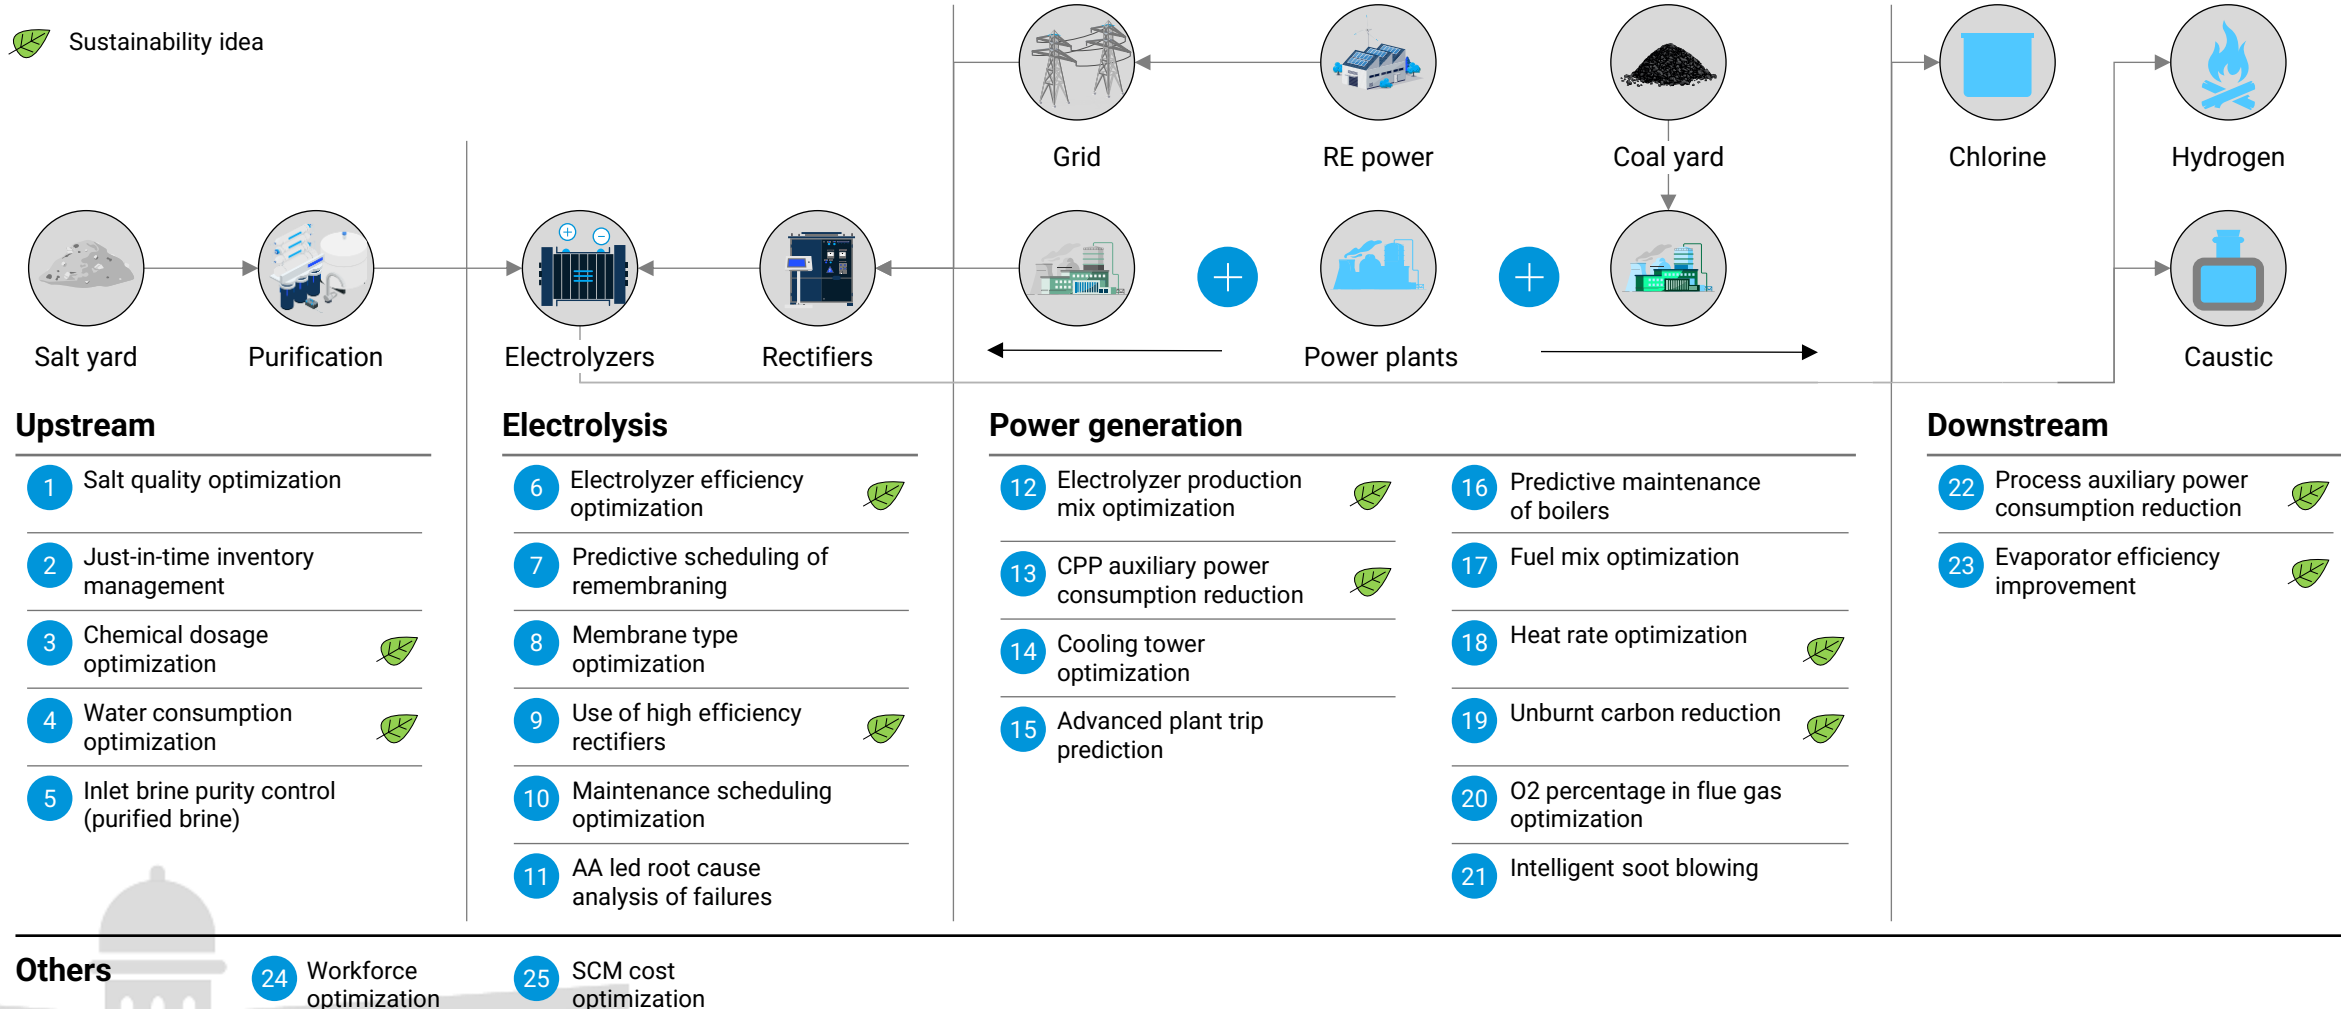 Sustainability idea
Grid
RE power
Coal yard
Chlorine
Hydrogen
Salt yard
Purification
Electrolyzers
Rectifiers
Power plants
Caustic
Upstream
1 Salt quality optimization
2 Just-in-time inventory
management
3 Chemical dosage
optimization
4 Water consumption
optimization
5 Inlet brine purity control
(purified brine)
Electrolysis
6 Electrolyzer efficiency
optimization
7 Predictive scheduling of
remembraning
8 Membrane type
optimization
9 Use of high efficiency
rectifiers
10 Maintenance scheduling
optimization
11 AA led root cause
analysis of failures
Power generation
12 Electrolyzer production
mix optimization
13 CPP auxiliary power
consumption reduction
14 Cooling tower
optimization
15 Advanced plant trip
prediction
16 Predictive maintenance
of boilers
17 Fuel mix optimization
18 Heat rate optimization
19 Unburnt carbon reduction
20 O2 percentage in flue gas
optimization
21 Intelligent soot blowing
Downstream
22 Process auxiliary power
consumption reduction
23 Evaporator efficiency
improvement
Others
24 Workforce
optimization
25 SCM cost
optimization